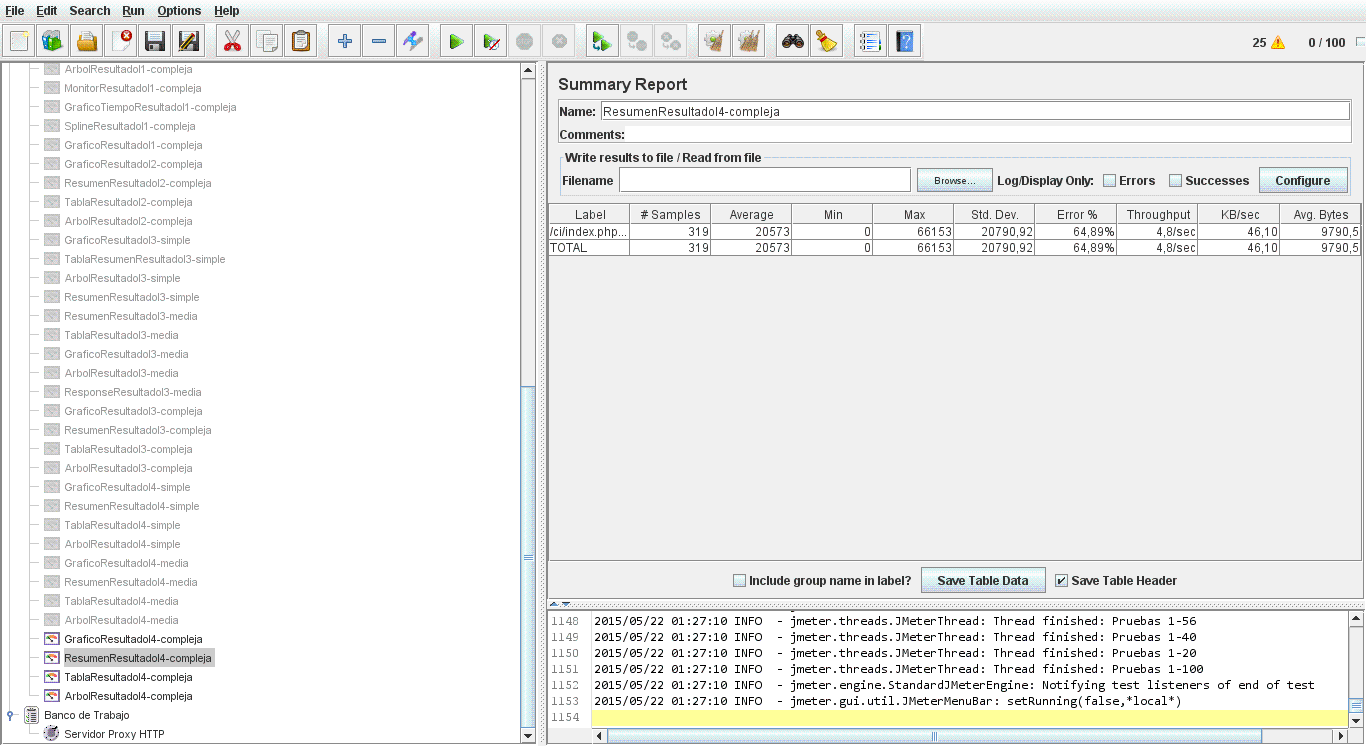 File Edit Search Run Options Help
25 0 / 100
ArbolResultadol1-compleja
MonitorResultadol1-compleja
GraficoTiempoResultadol1-compleja
SplineResultadol1-compleja
GraficoResultadol1-compleja
GraficoResultadol2-compleja
ResumenResultadol2-compleja
TablaResultadol2-compleja
ArbolResultadol2-compleja
GraficoResultadol3-simple
TablaResumenResultadol3-simple
ArbolResultadol3-simple
ResumenResultadol3-simple
ResumenResultadol3-media
TablaResultadol3-media
GraficoResultadol3-media
ArbolResultadol3-media
ResponseResultadol3-media
GraficoResultadol3-compleja
ResumenResultadol3-compleja
TablaResultadol3-compleja
ArbolResultadol3-compleja
GraficoResultadol4-simple
ResumenResultadol4-simple
TablaResultadol4-simple
ArbolResultadol4-simple
GraficoResultadol4-media
ResumenResultadol4-media
TablaResultadol4-media
ArbolResultadol4-media
GraficoResultadol4-compleja
ResumenResultadol4-compleja
TablaResultadol4-compleja
ArbolResultadol4-compleja
Banco de Trabajo
Servidor Proxy HTTP
Summary Report
Name: ResumenResultadol4-compleja
Comments:
Write results to file / Read from file
Filename Browse... Log/Display Only: Errors Successes Configure
Label # Samples Average Min Max Std. Dev. Error % Throughput KB/sec Avg. Bytes
/ci/index.php... 319 20573 0 66153 20790,92 64,89% 4,8/sec 46,10 9790,5
TOTAL 319 20573 0 66153 20790,92 64,89% 4,8/sec 46,10 9790,5
Include group name in label? Save Table Data Save Table Header
1148 2015/05/22 01:27:10 INFO - jmeter.threads.JMeterThread: Thread finished: Pruebas 1-56
1149 2015/05/22 01:27:10 INFO - jmeter.threads.JMeterThread: Thread finished: Pruebas 1-40
1150 2015/05/22 01:27:10 INFO - jmeter.threads.JMeterThread: Thread finished: Pruebas 1-20
1151 2015/05/22 01:27:10 INFO - jmeter.threads.JMeterThread: Thread finished: Pruebas 1-100
1152 2015/05/22 01:27:10 INFO - jmeter.engine.StandardJMeterEngine: Notifying test listeners of end of test
1153 2015/05/22 01:27:10 INFO - jmeter.gui.util.JMeterMenuBar: setRunning(false,*local*)
1154